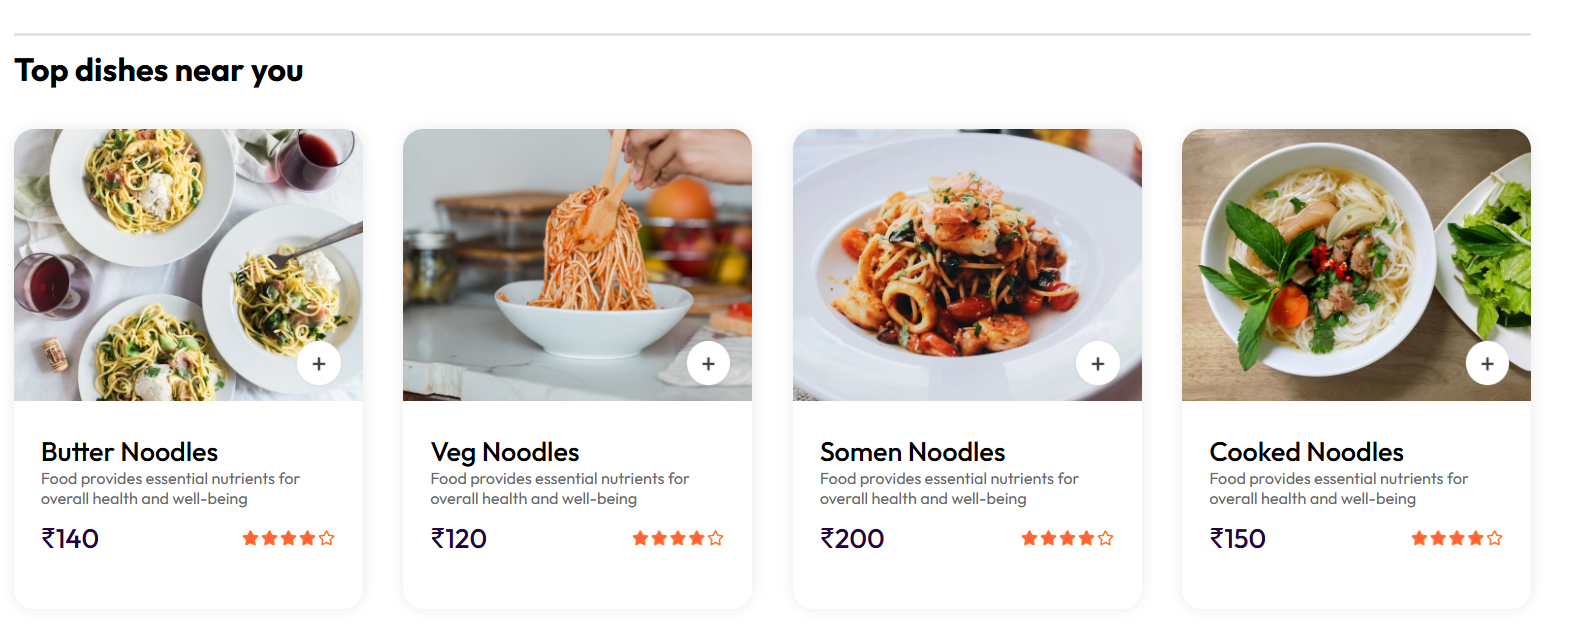 Top dishes near you
Butter Noodles
Food provides essential nutrients for
overall health and well-being
₹140
Veg Noodles
Food provides essential nutrients for
overall health and well-being
₹120
Somen Noodles
Food provides essential nutrients for
overall health and well-being
₹200
Cooked Noodles
Food provides essential nutrients for
overall health and well-being
₹150